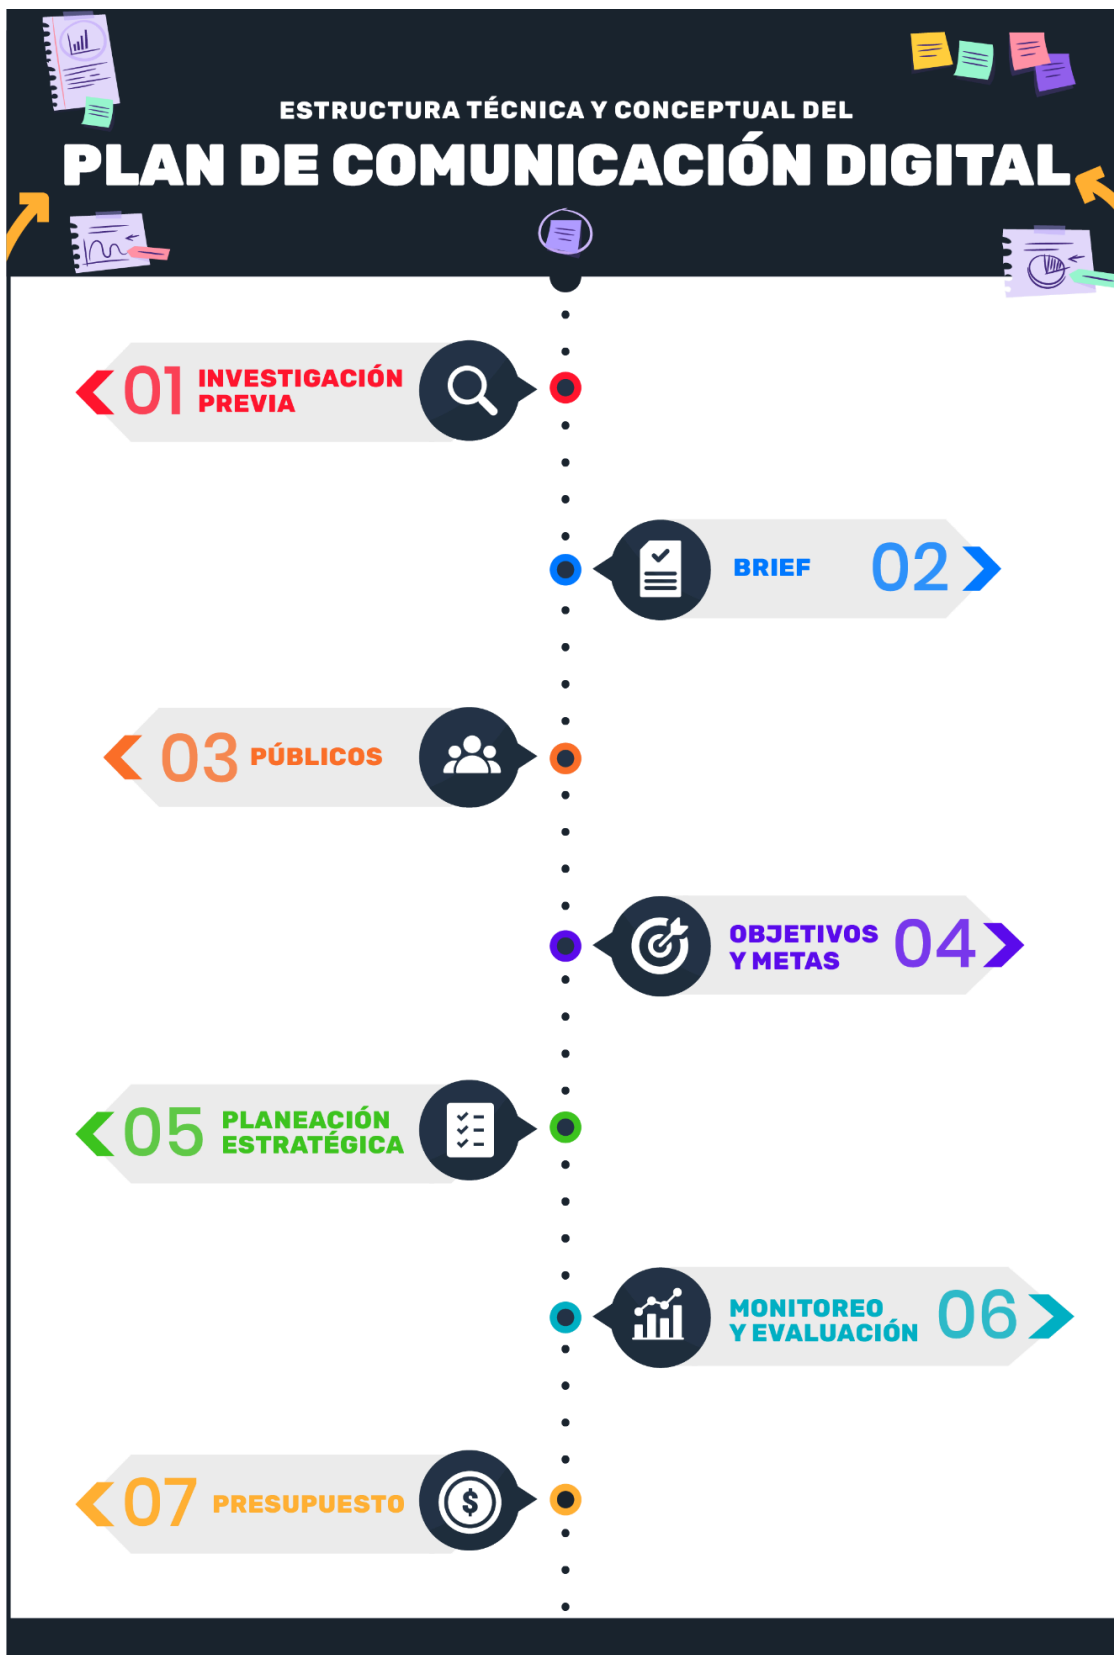 ESTRUCTURA TÉCNICA Y CONCEPTUAL DEL
PLAN DE COMUNICACIÓN DIGITAL
01 INVESTIGACIÓN
PREVIA
BRIEF 02
03 PÚBLICOS
OBJETIVOS
Y METAS 04
05 PLANEACIÓN
ESTRATÉGICA
MONITOREO
Y EVALUACIÓN 06
07 PRESUPUESTO
$